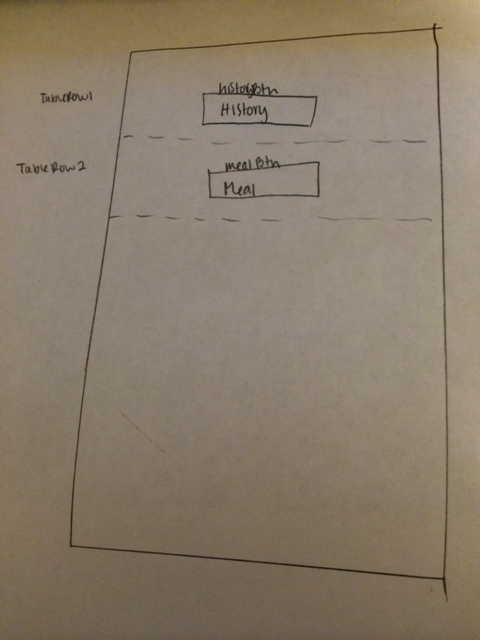 historyBtn
TableRow1
History
mealBtn
TableRow2
Meal